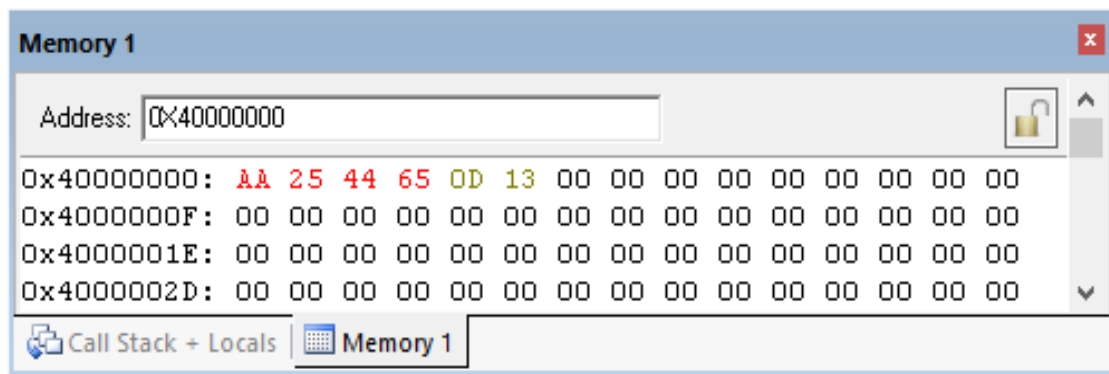 Memory 1
x
Address: 0X40000000
0x40000000: AA 25 44 65 0D 13 00 00 00 00 00 00 00 00 00
0x4000000F: 00 00 00 00 00 00 00 00 00 00 00 00 00 00 00
0x4000001E: 00 00 00 00 00 00 00 00 00 00 00 00 00 00 00
0x4000002D: 00 00 00 00 00 00 00 00 00 00 00 00 00 00 00
Call Stack + Locals Memory 1